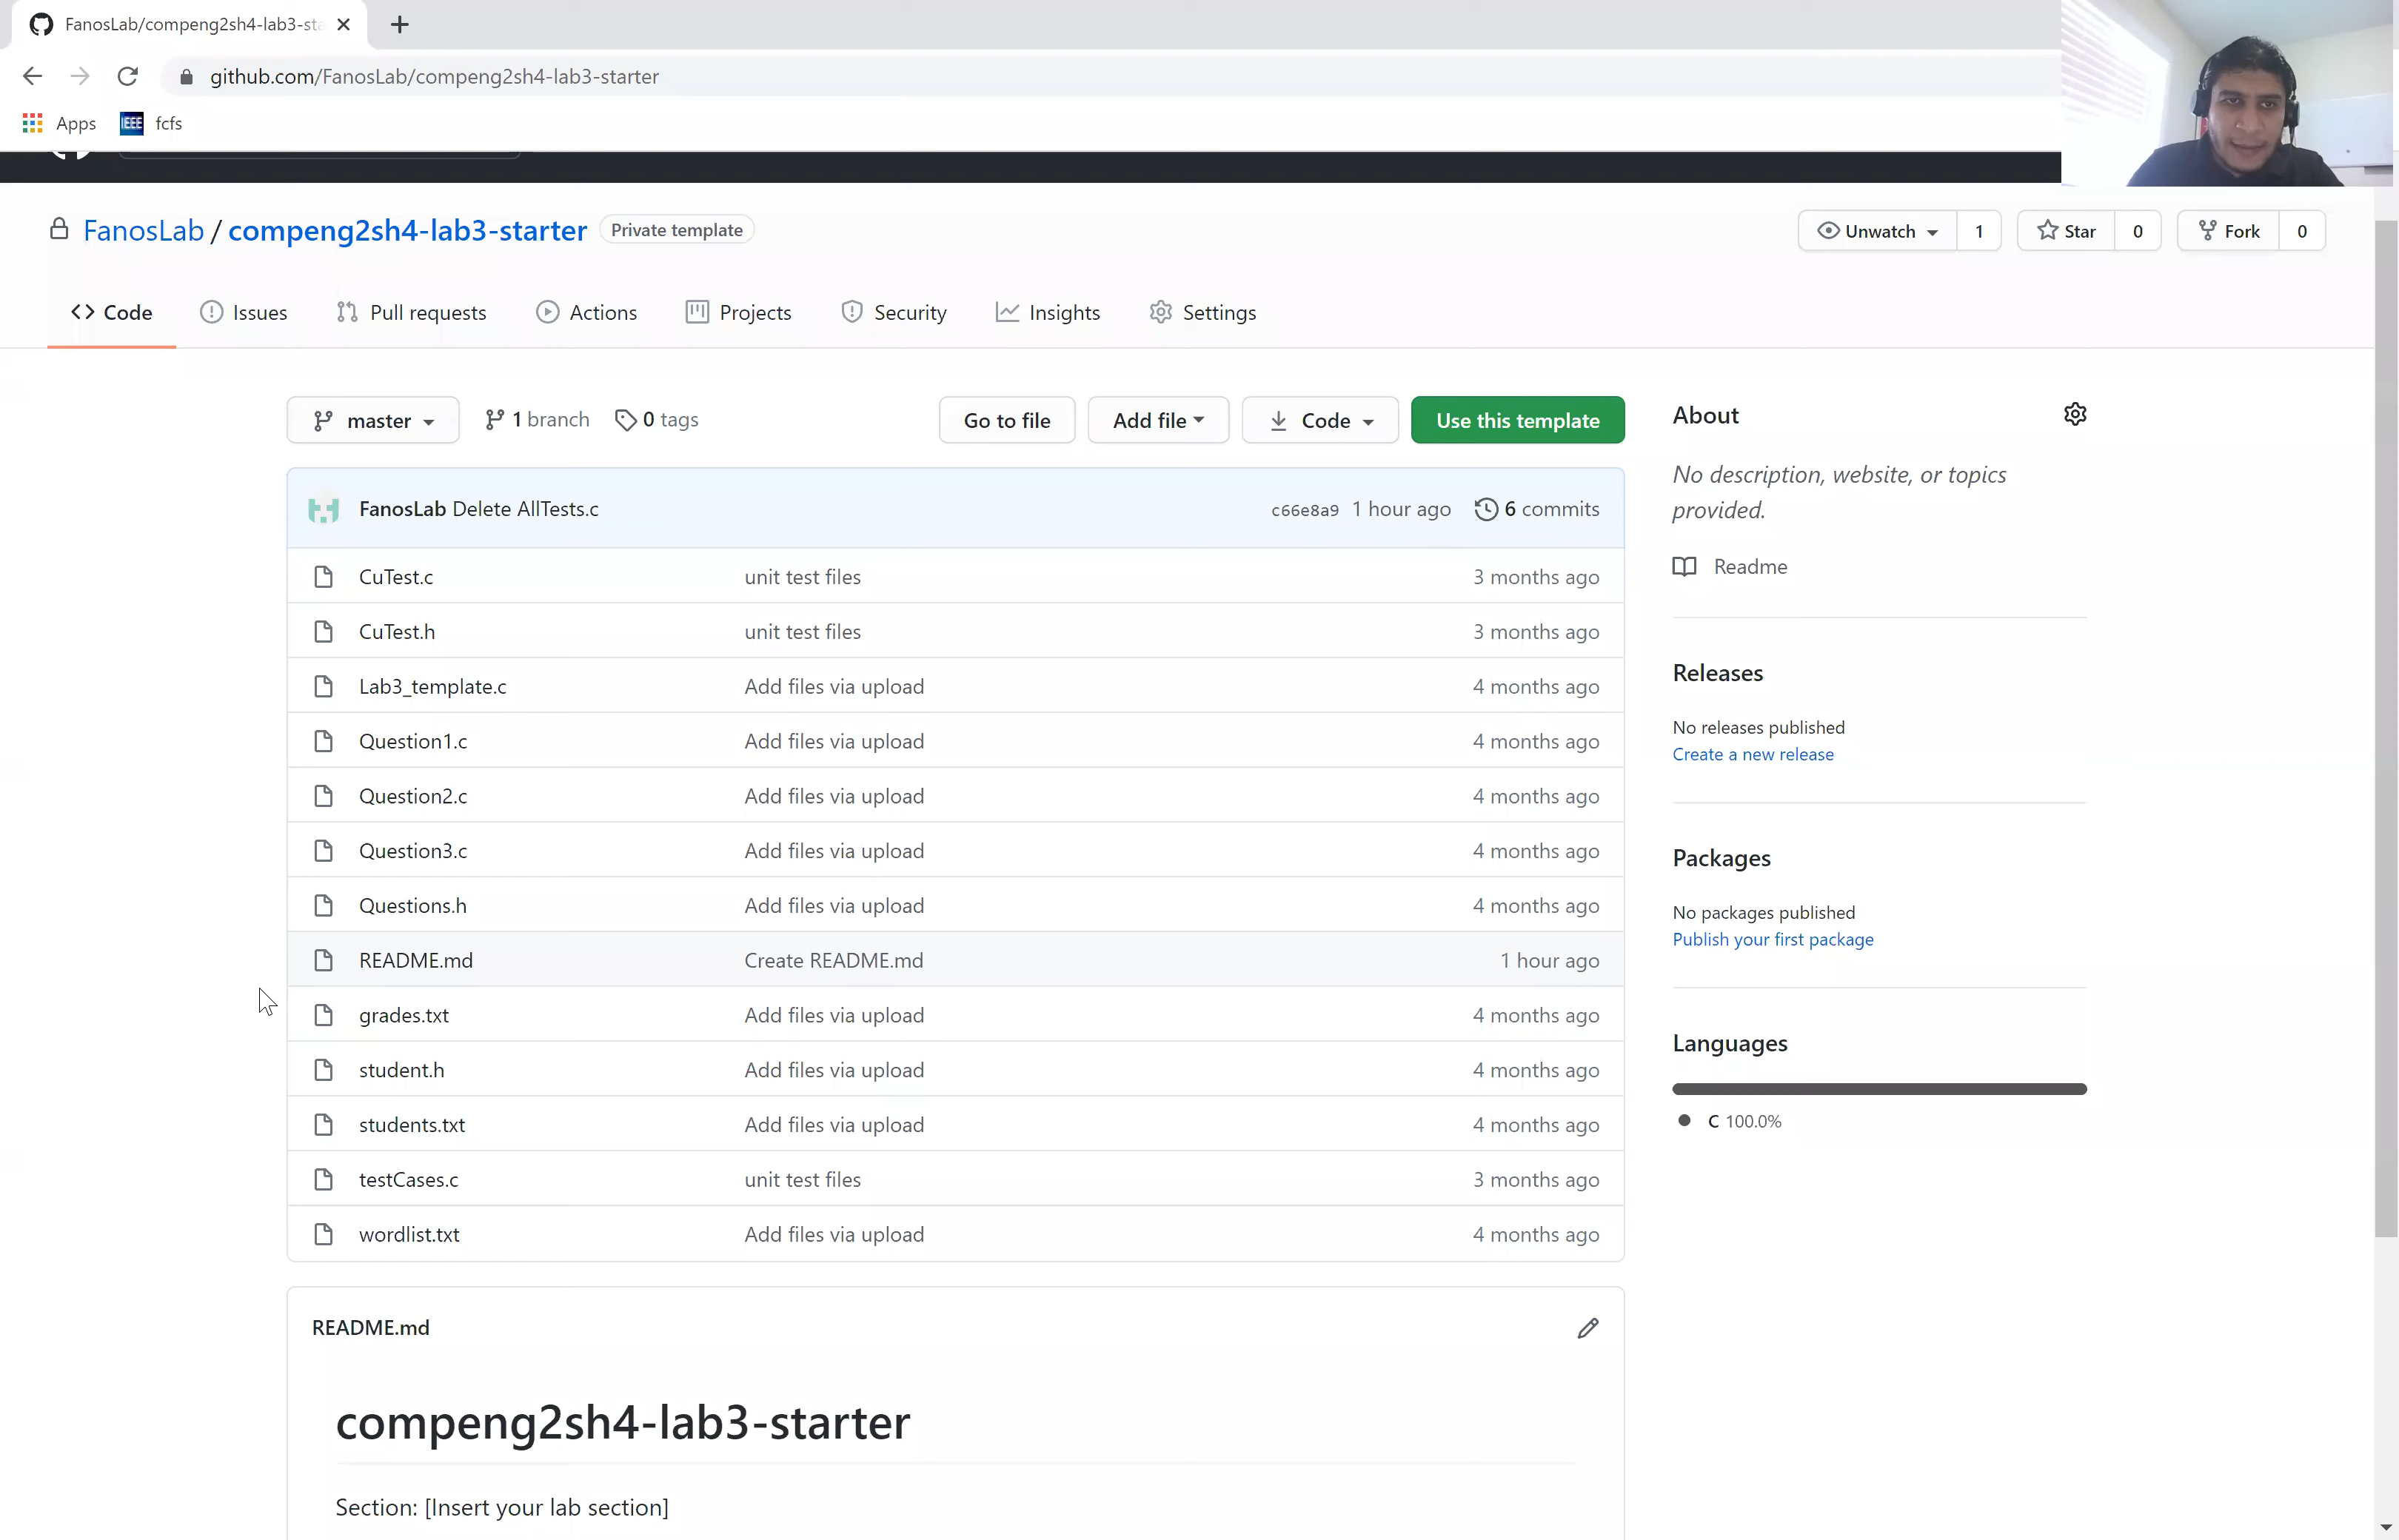 FanosLab/compeng2sh4-lab3-sta
github.com/FanosLab/compeng2sh4-lab3-starter
Apps IEEE fcfs
FanosLab / compeng2sh4-lab3-starter Private template Unwatch 1 Star 0 Fork 0
Code Issues Pull requests Actions Projects Security Insights Settings
master 1 branch 0 tags Go to file Add file Code Use this template
FanosLab Delete AllTests.c c66e8a9 1 hour ago 6 commits
CuTest.c unit test files 3 months ago
CuTest.h unit test files 3 months ago
Lab3_template.c Add files via upload 4 months ago
Question1.c Add files via upload 4 months ago
Question2.c Add files via upload 4 months ago
Question3.c Add files via upload 4 months ago
Questions.h Add files via upload 4 months ago
README.md Create README.md 1 hour ago
grades.txt Add files via upload 4 months ago
student.h Add files via upload 4 months ago
students.txt Add files via upload 4 months ago
testCases.c unit test files 3 months ago
wordlist.txt Add files via upload 4 months ago
README.md
compeng2sh4-lab3-starter
Section: [Insert your lab section]
About
No description, website, or topics
provided.
Readme
Releases
No releases published
Create a new release
Packages
No packages published
Publish your first package
Languages
C 100.0%